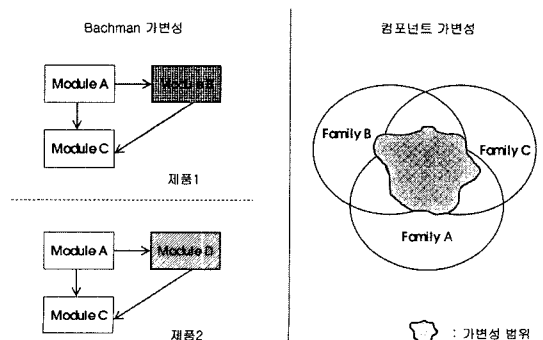 Bachman 가변성
Module A
Module B
Module C
제품1
Module A
Module D
Module C
제품2
컴포넌트 가변성
Family B
Family C
Family A
: 가변성 범위